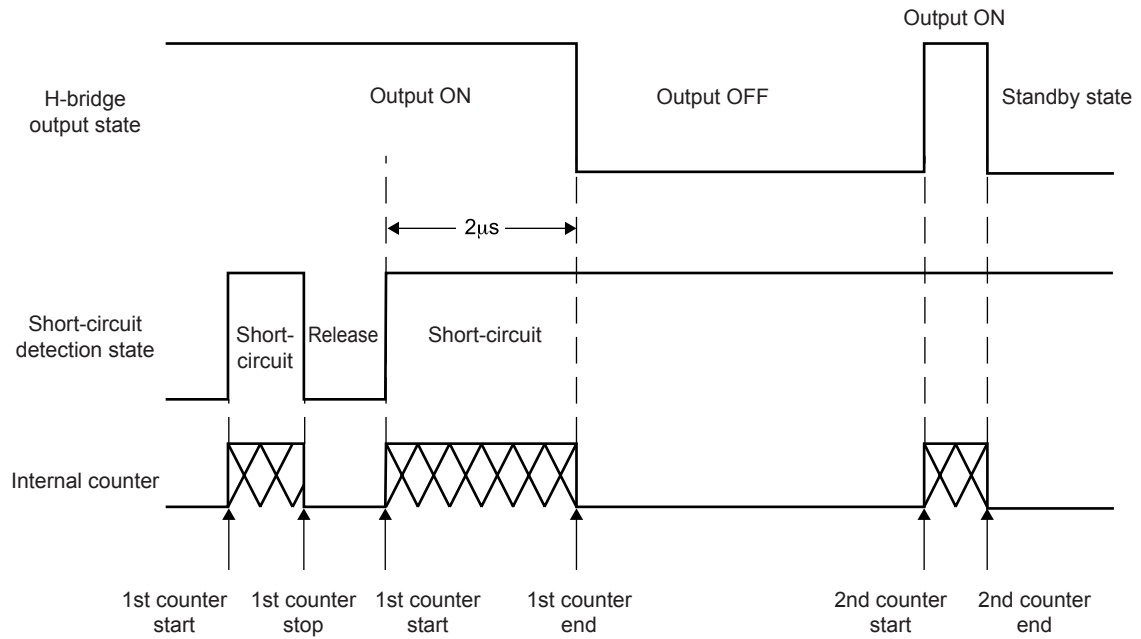 Output ON
H-bridge
output state
Output ON
Output OFF
Standby state
2μs
Short-circuit
detection state
Short-
circuit
Release
Short-circuit
Internal counter
1st counter
start
1st counter
stop
1st counter
start
1st counter
end
2nd counter
start
2nd counter
end